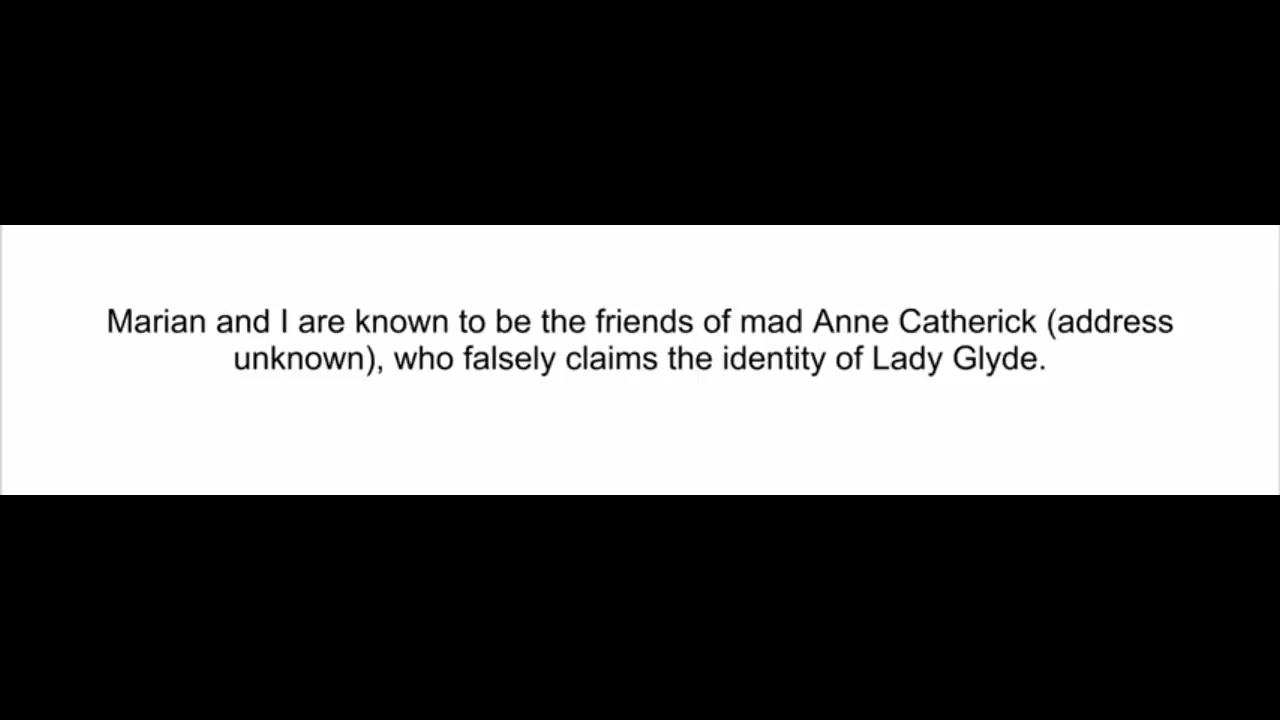 Marian and I are known to be the friends of mad Anne Catherick (address
unknown), who falsely claims the identity of Lady Glyde.